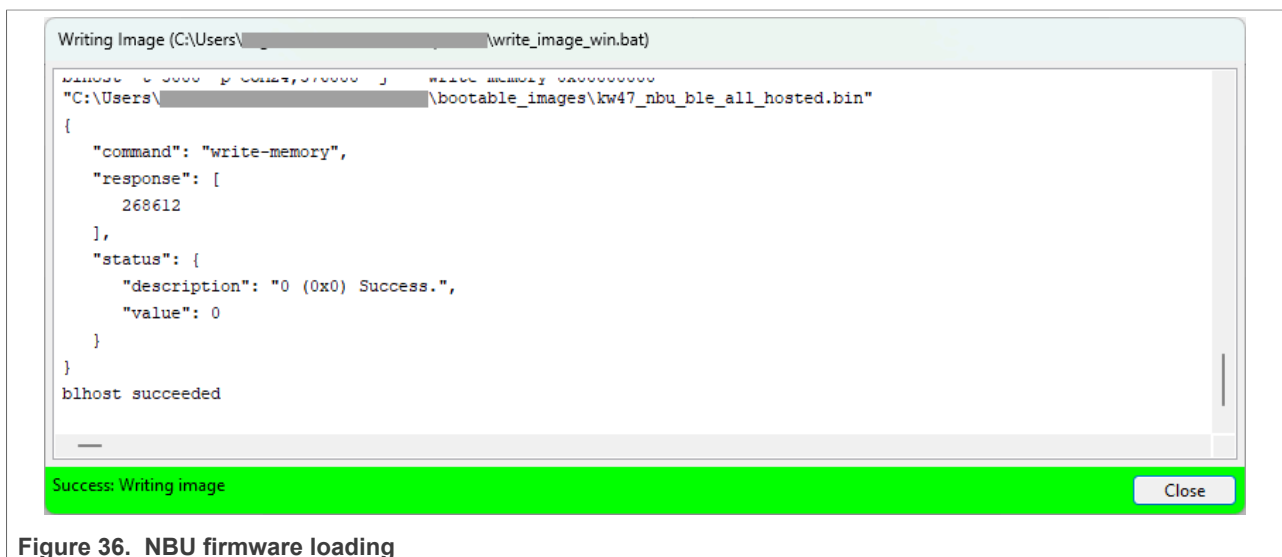 Writing Image (C:\Users\ \write_image_win.bat)
"C:\Users\ \bootable_images\kw47_nbu_ble_all_hosted.bin"
{
"command": "write-memory",
"response": [
268612
],
"status": {
"description": "0 (0x0) Success.",
"value": 0
}
}
blhost succeeded
Success: Writing image
Close
Figure 36. NBU firmware loading